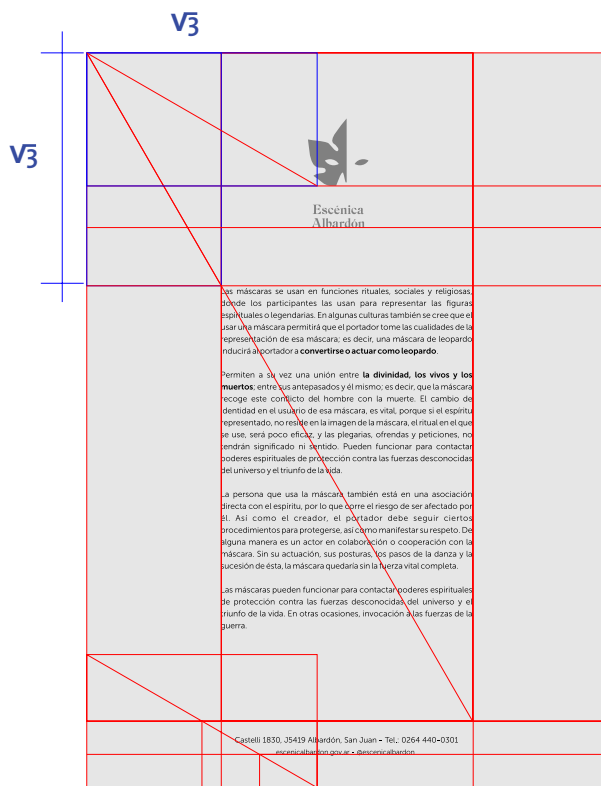 √3
√3
Escénica
Albardón
Las máscaras se usan en funciones rituales, sociales y religiosas,
donde los participantes las usan para representar las figuras
espirituales o legendarias. En algunas culturas también se cree que el
usar una máscara permitirá que el portador tome las cualidades de la
representación de esa máscara; es decir, una máscara de leopardo
inducirá al portador a convertirse o actuar como leopardo.
Permiten a su vez una unión entre la divinidad, los vivos y los
muertos; entre sus antepasados y él mismo; es decir, que la máscara
recoge este conflicto del hombre con la muerte. El cambio de
identidad en el usuario de esa máscara, es vital, porque si el espíritu
representado, no reside en la imagen de la máscara, el ritual en el que
se use, será poco eficaz, y las plegarias, ofrendas y peticiones, no
tendrán significado ni sentido. Pueden funcionar para contactar
poderes espirituales de protección contra las fuerzas desconocidas
del universo y el triunfo de la vida.
La persona que usa la máscara también está en una asociación
directa con el espíritu, por lo que corre el riesgo de ser afectado por
él. Así como el creador, el portador debe seguir ciertos
procedimientos para protegerse, así como manifestar su respeto. De
alguna manera es un actor en colaboración o cooperación con la
máscara. Sin su actuación, sus posturas, los pasos de la danza y la
sucesión de ésta, la máscara quedaría sin la fuerza vital completa.
Las máscaras pueden funcionar para contactar poderes espirituales
de protección contra las fuerzas desconocidas del universo y el
triunfo de la vida. En otras ocasiones, invocación a las fuerzas de la
guerra.
Castelli 1830, J5419 Albardón, San Juan - Tel.: 0264 440-0301
escenicalbardon.gov.ar - @escenicalbardon